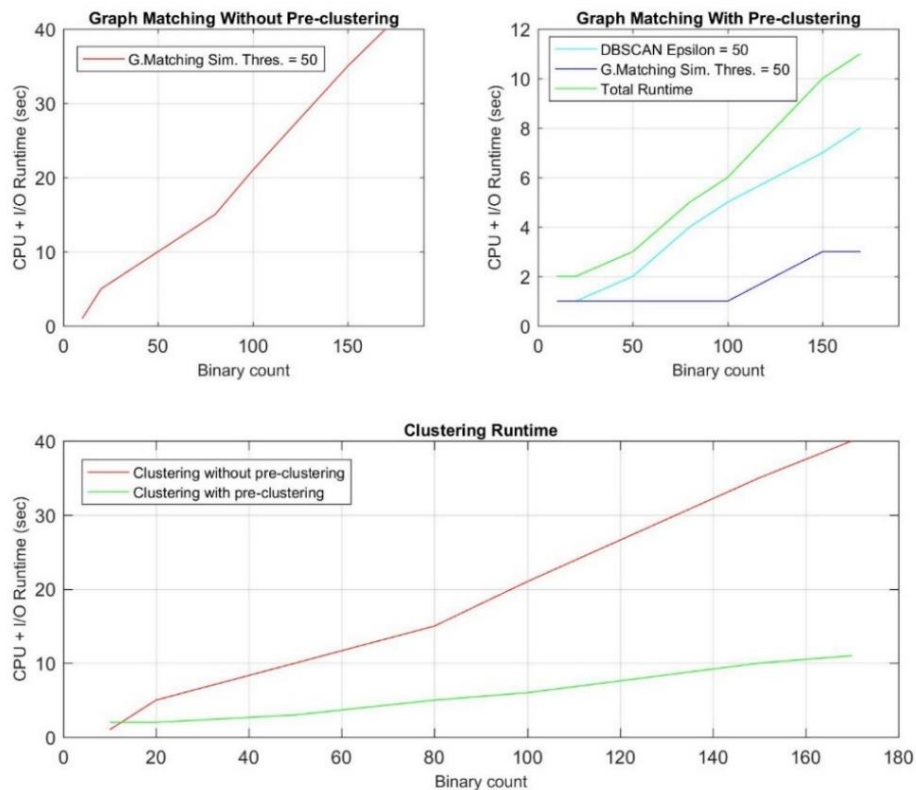 Graph Matching Without Pre-clustering
G.Matching Sim. Thres. = 50
CPU + I/O Runtime (sec)
40
30
20
10
0
0 50 100 150
Binary count
Graph Matching With Pre-clustering
DBSCAN Epsilon = 50
G.Matching Sim. Thres. = 50
Total Runtime
CPU + I/O Runtime (sec)
12
10
8
6
4
2
0
0 50 100 150
Binary count
Clustering Runtime
Clustering without pre-clustering
Clustering with pre-clustering
CPU + I/O Runtime (sec)
40
30
20
10
0
0 20 40 60 80 100 120 140 160 180
Binary count